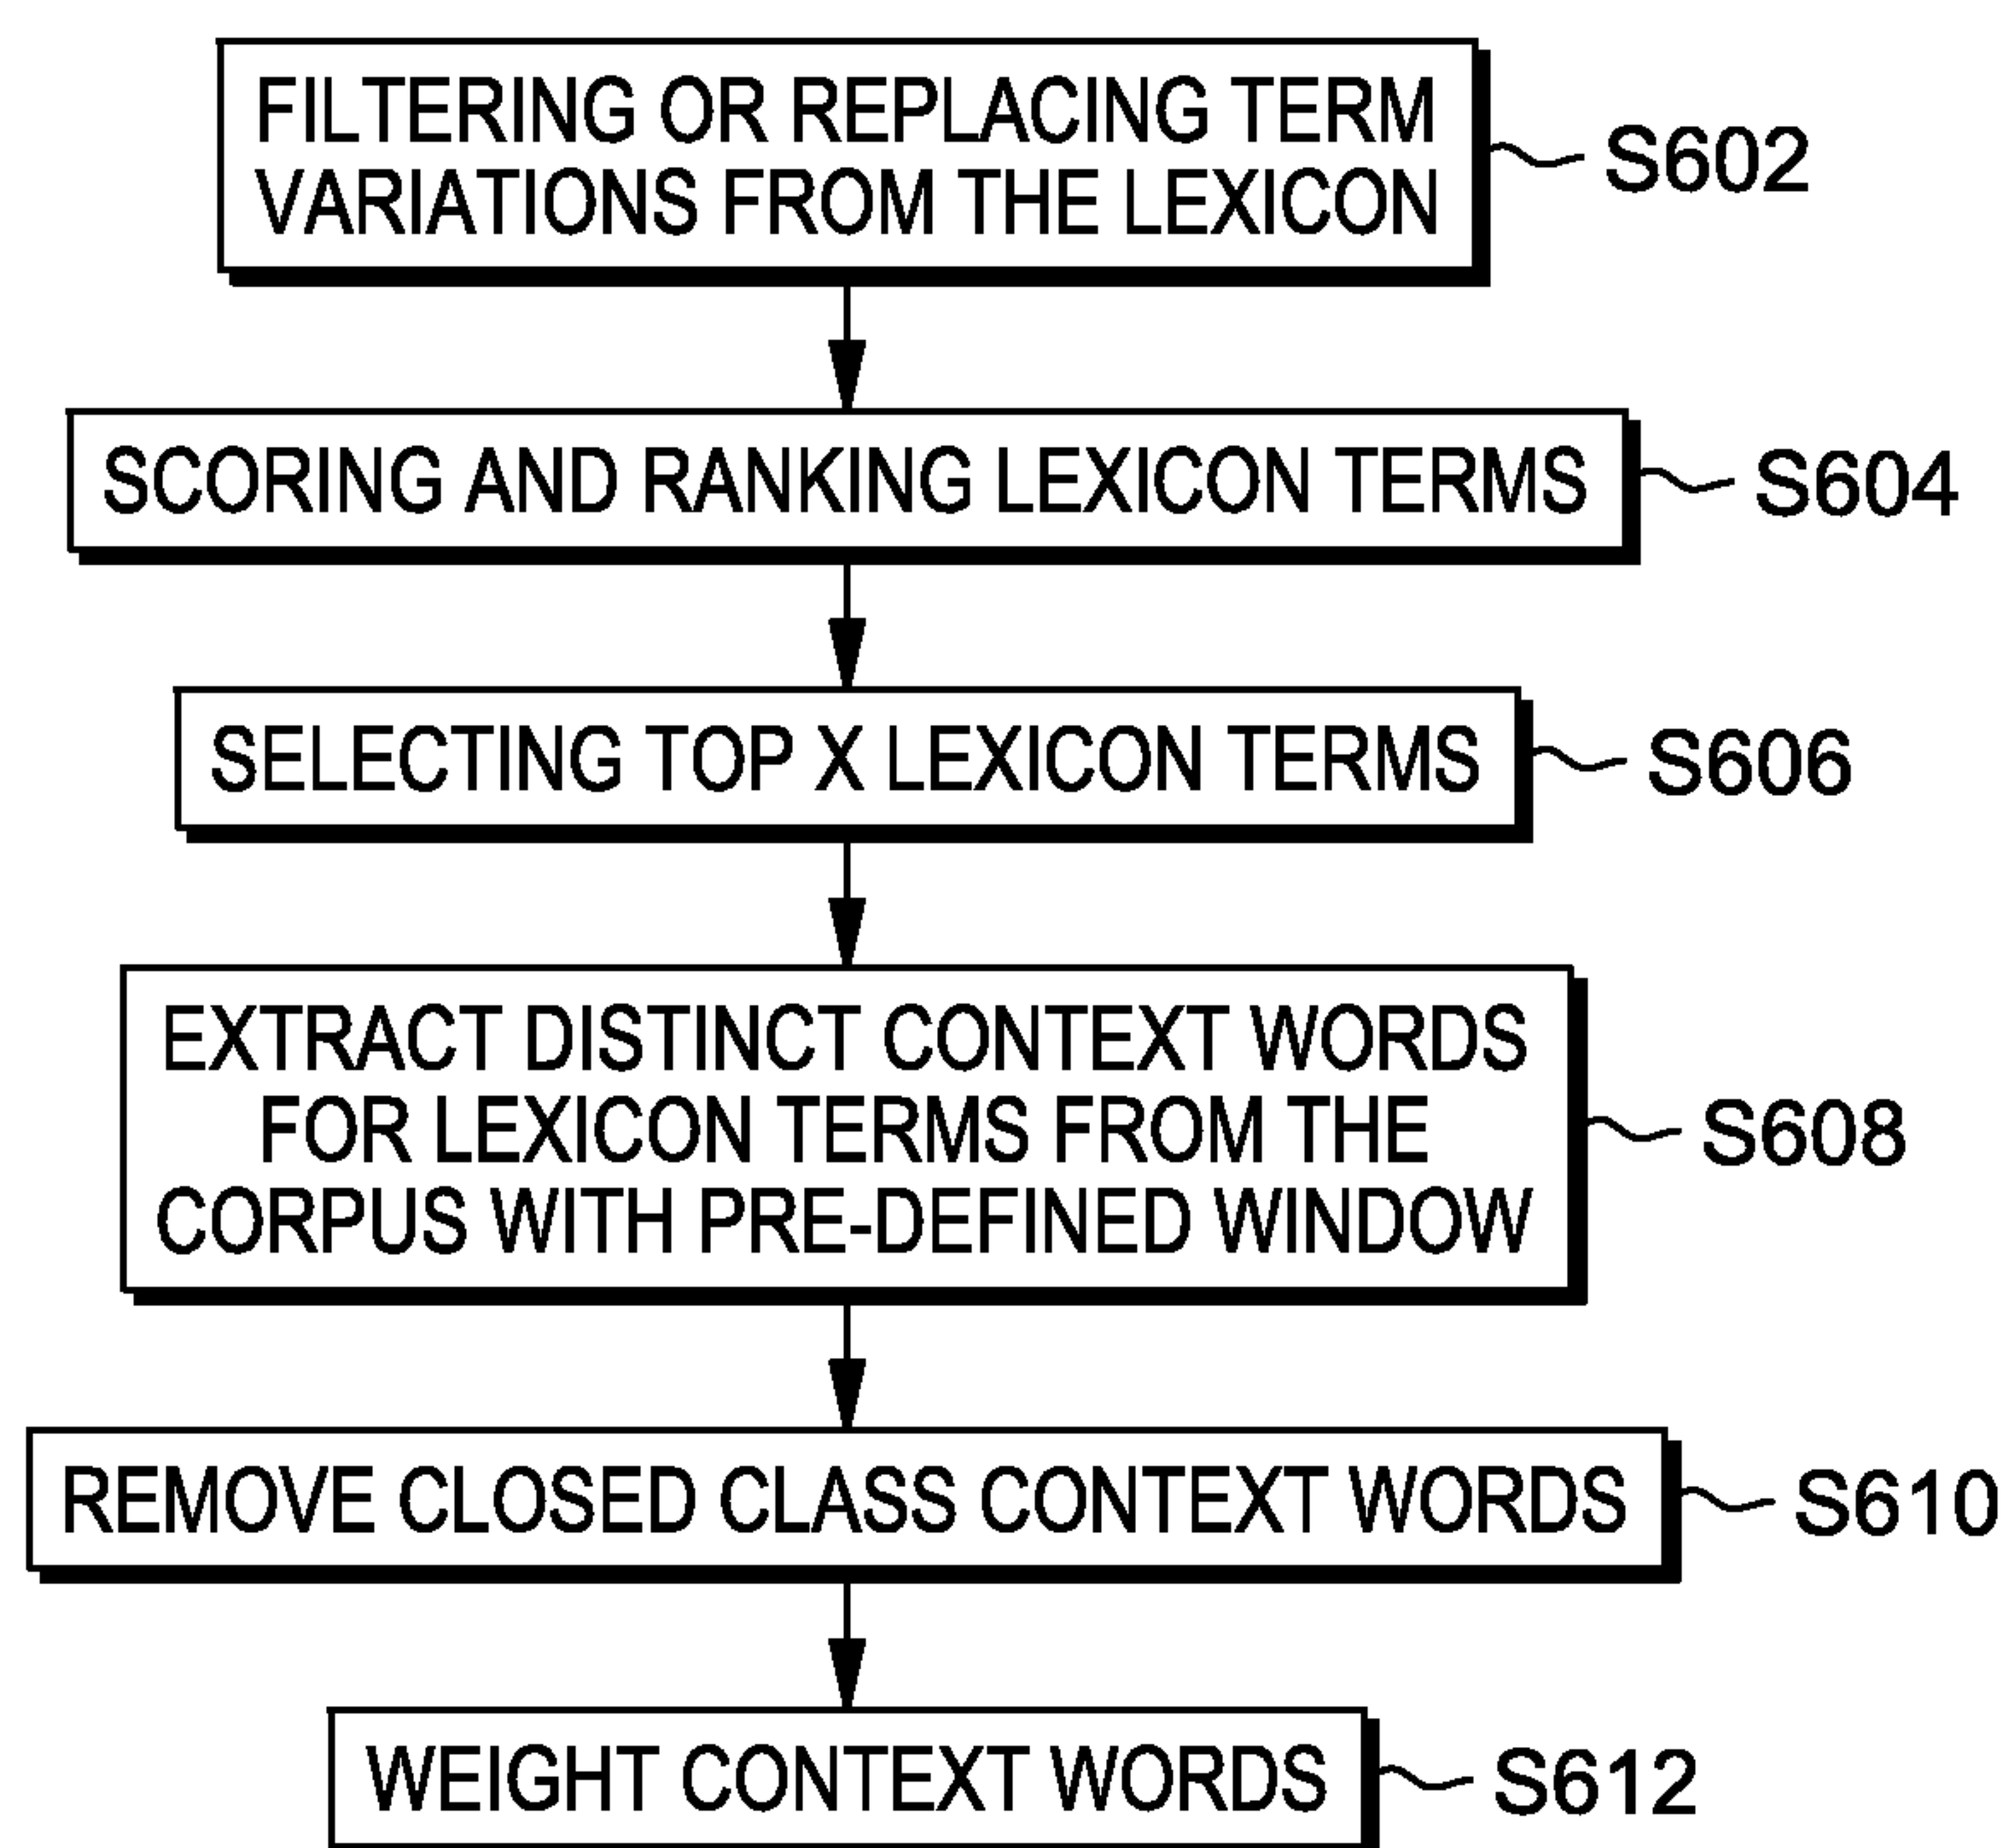 FILTERING OR REPLACING TERM
VARIATIONS FROM THE LEXICON
S602
SCORING AND RANKING LEXICON TERMS
S604
SELECTING TOP X LEXICON TERMS
S606
EXTRACT DISTINCT CONTEXT WORDS
FOR LEXICON TERMS FROM THE
CORPUS WITH PRE-DEFINED WINDOW
S608
REMOVE CLOSED CLASS CONTEXT WORDS
S610
WEIGHT CONTEXT WORDS
S612